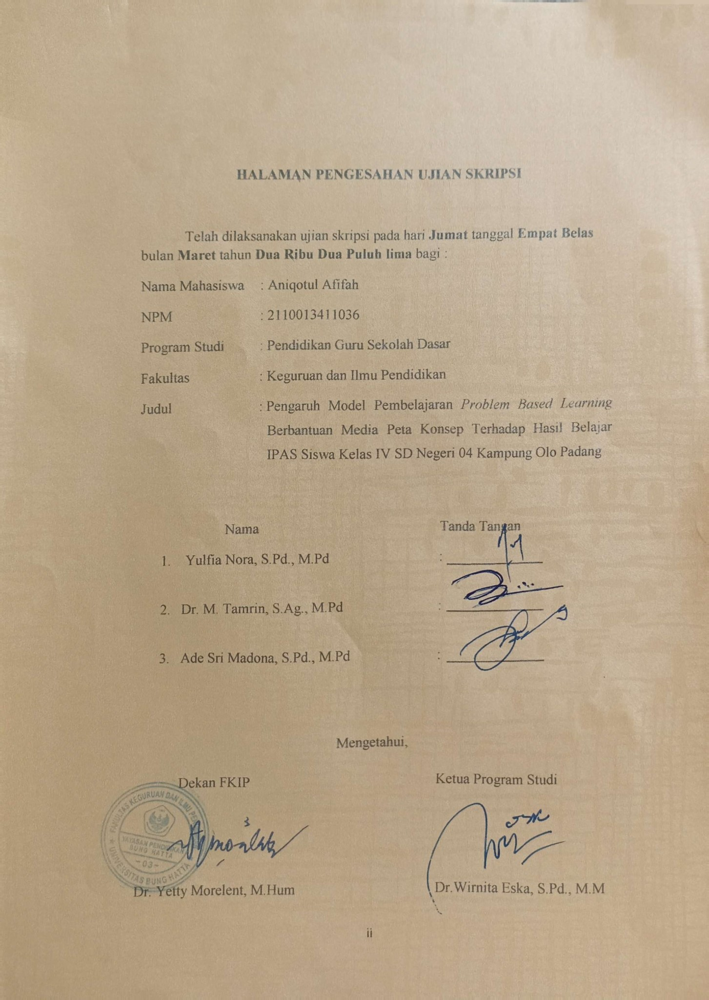 HALAMAN PENGESAHAN UJIAN SKRIPSI
Telah dilaksanakan ujian skripsi pada hari Jumat tanggal Empat Belas
bulan Maret tahun Dua Ribu Dua Puluh lima bagi :
Nama Mahasiswa : Aniqotul Afifah
NPM : 2110013411036
Program Studi : Pendidikan Guru Sekolah Dasar
Fakultas : Keguruan dan Ilmu Pendidikan
Judul : Pengaruh Model Pembelajaran Problem Based Learning
Berbantuan Media Peta Konsep Terhadap Hasil Belajar
IPAS Siswa Kelas IV SD Negeri 04 Kampung Olo Padang
Nama Tanda Tangan
1. Yulfia Nora, S.Pd., M.Pd :
2. Dr. M. Tamrin, S.Ag., M.Pd :
3. Ade Sri Madona, S.Pd., M.Pd :
Mengetahui,
Dekan FKIP Ketua Program Studi
FAKULTAS KEGURUAN DAN ILMU
YAYASAN PENDIDIKAN
BUNG HATTA
-03-
UNIVERSITAS BUNG HATTA
Dr. Yetty Morelent, M.Hum Dr.Wirnita Eska, S.Pd., M.M
ii